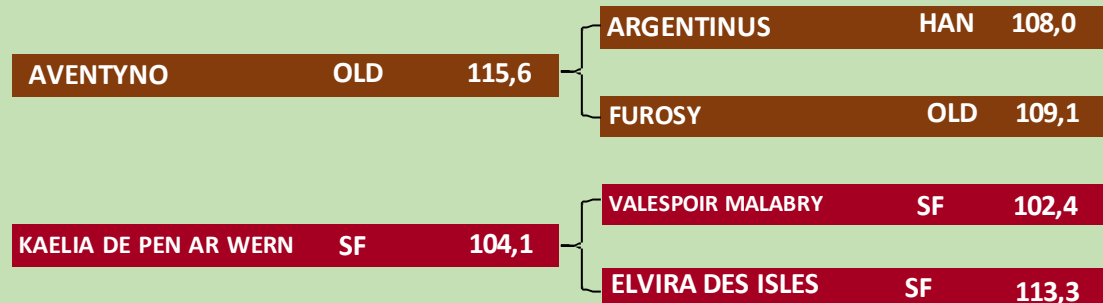 ARGENTINUS HAN 108,0
AVENTYNO OLD 115,6
FUROSY OLD 109,1
VALESPOIR MALABRY SF 102,4
KAELIA DE PEN AR WERN SF 104,1
ELVIRA DES ISLES SF 113,3